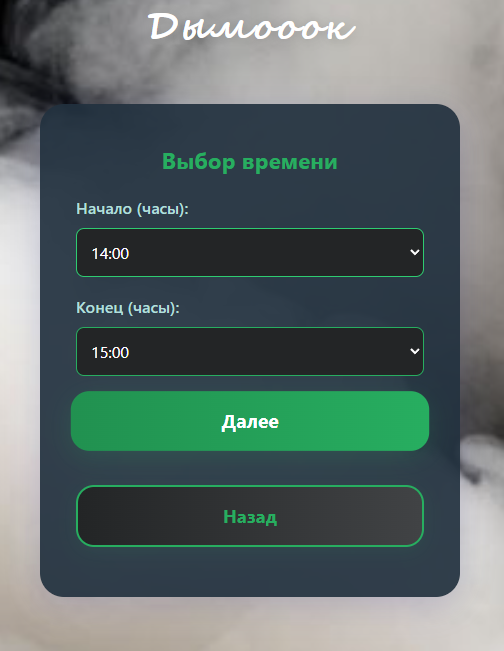 Дымооок
Выбор времени
Начало (часы):
14:00
Конец (часы):
15:00
Далее
Назад